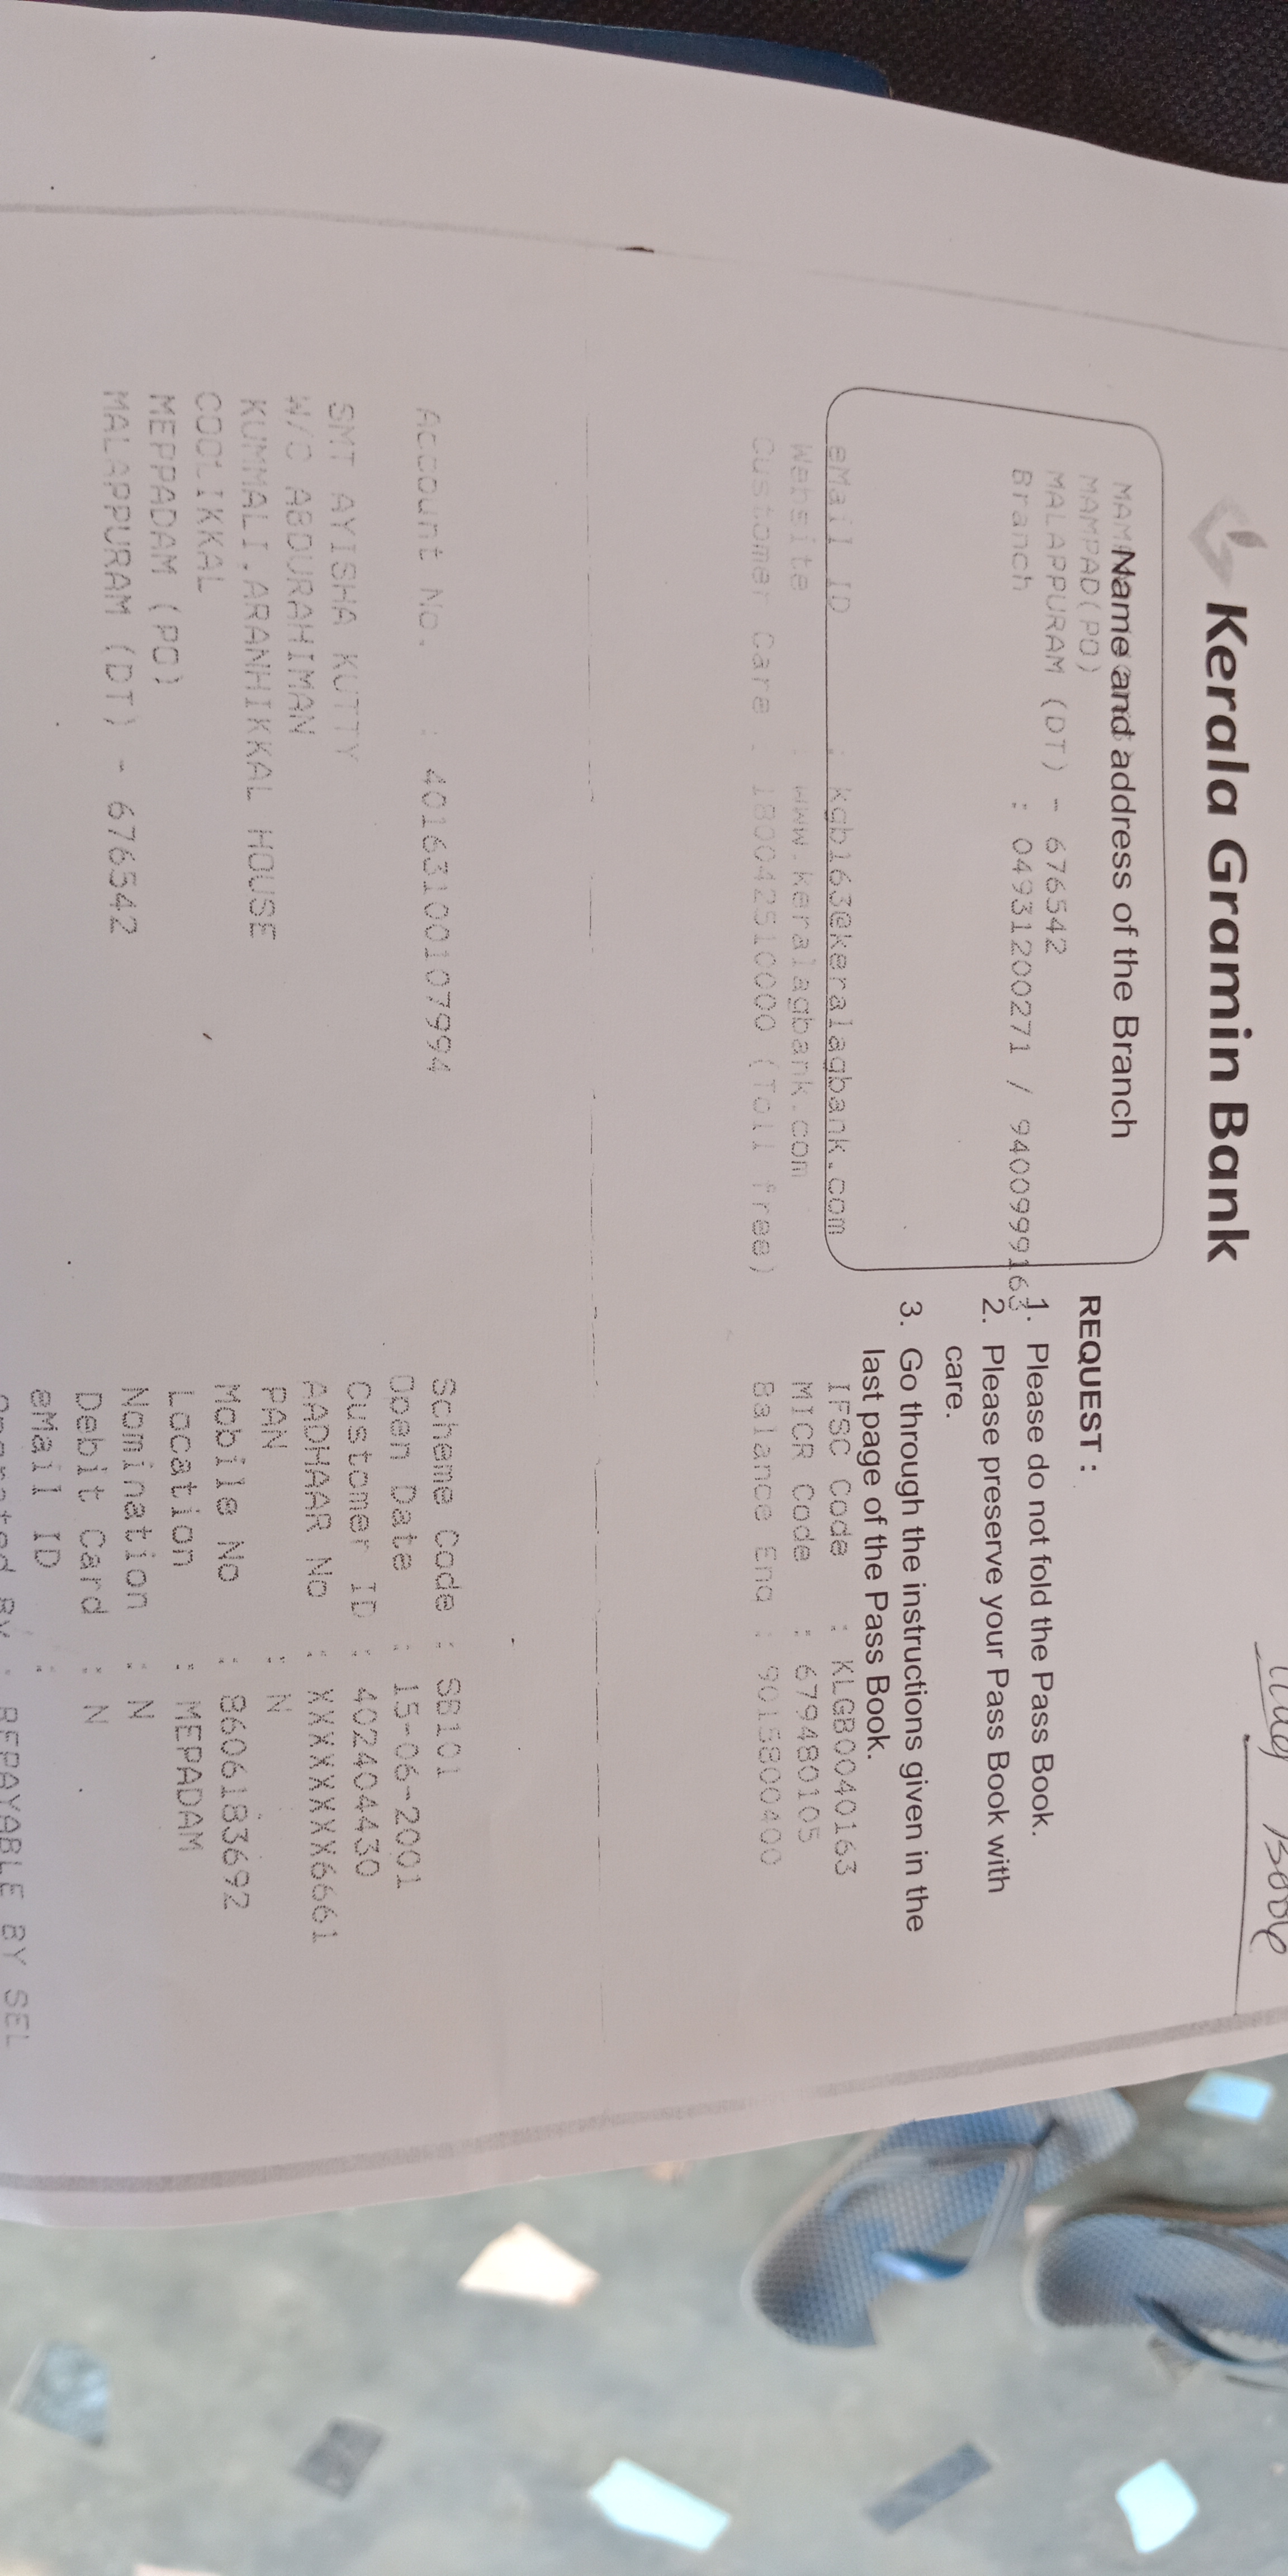 Pass Book
Kerala Gramin Bank
Name and address of the Branch
MAMPAD(PO)
MALAPPURAM (DT) - 676542
Branch : 04931200271 / 9400999163
eMail ID : kgb163@keralagbank.com
Website : www.keralagbank.com
Customer Care : 180042510000 (Toll free)
REQUEST :
1. Please do not fold the Pass Book.
2. Please preserve your Pass Book with
care.
3. Go through the instructions given in the
last page of the Pass Book.
IFSC Code : KLGB0040163
MICR Code : 679480105
Balance Enq : 9015800400
Account No. : 40163100107994
SMT AYISHA KUTTY
W/O ABDURAHIMAN
KUMMALI.ARANHIKKAL HOUSE
COOLIKKAL
MEPPADAM (PO)
MALAPPURAM (DT) - 676542
Scheme Code : SB101
Open Date : 15-06-2001
Customer ID : 402404430
AADHAAR No : XXXXXXXX6661
PAN : N
Mobile No : 8606183692
Location : MEPADAM
Nomination : N
Debit Card : N
eMail ID :
Operated By : REPAYABLE BY SEL